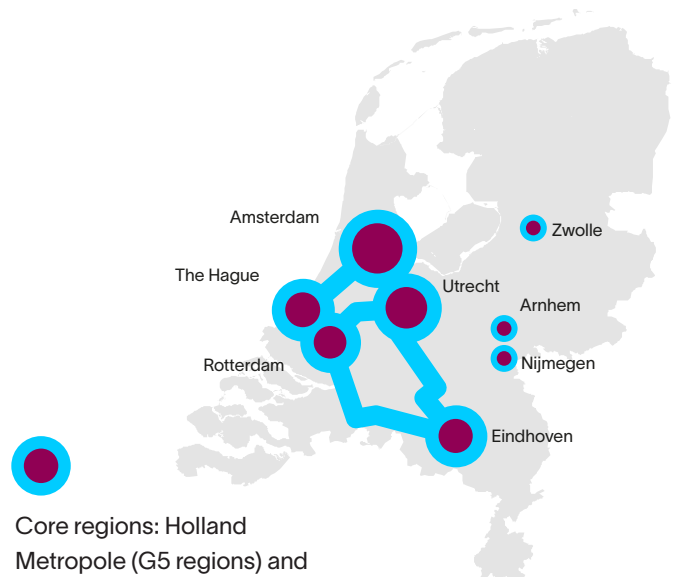 Amsterdam
Zwolle
The Hague
Utrecht
Arnhem
Rotterdam
Nijmegen
Eindhoven
Core regions: Holland
Metropole (G5 regions) and